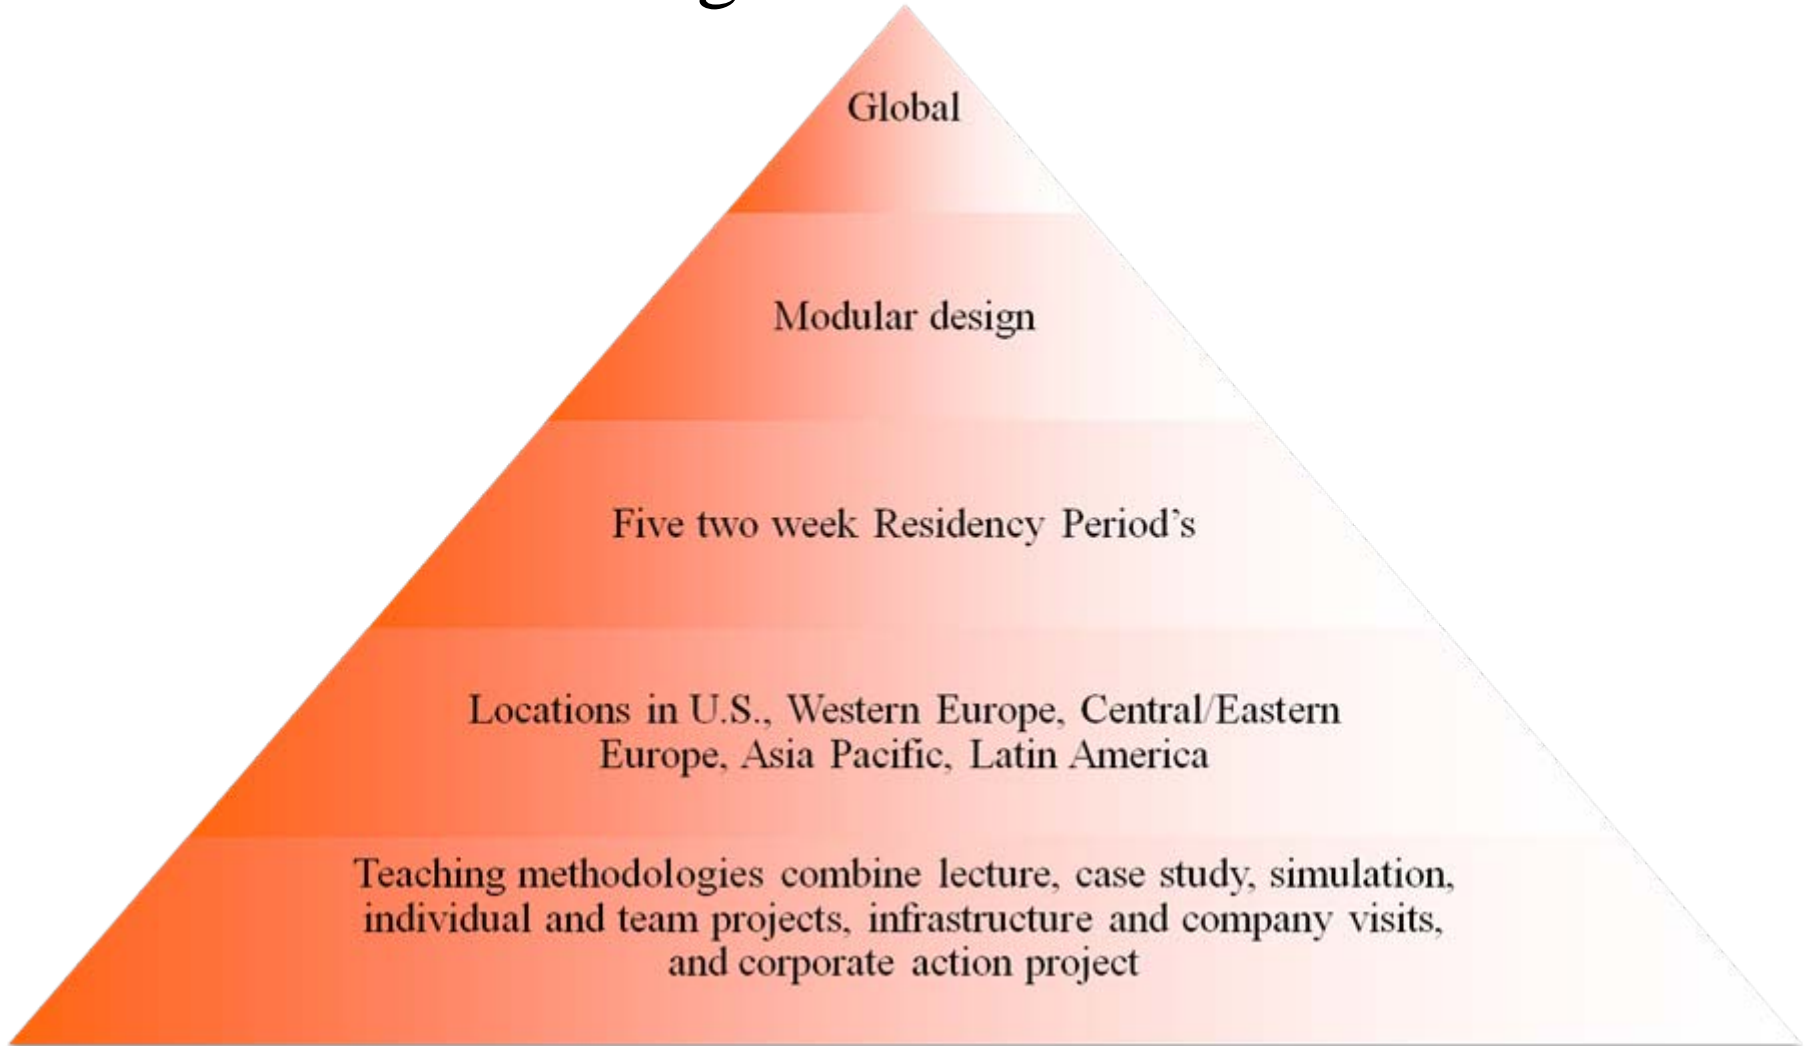 Global
Modular design
Five two week Residency Period’s
Locations in U.S., Western Europe, Central/Eastern
Europe, Asia Pacific, Latin America
Teaching methodologies combine lecture, case study, simulation,
individual and team projects, infrastructure and company visits,
and corporate action project